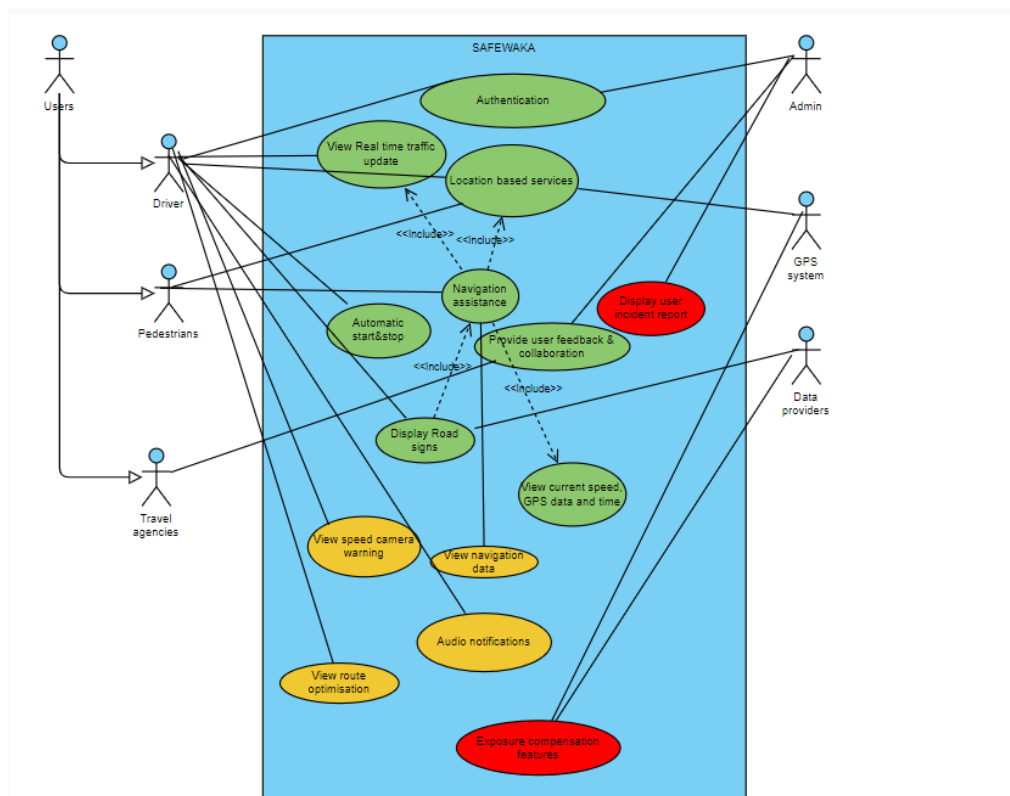 SAFEWAKA
Users
Admin
Authentication
View Real time traffic
update
Location based services
Driver
<<Include>>
<<Include>>
GPS
system
Navigation
assistance
Display user
incident report
Pedestrians
Automatic
start&stop
Provide user feedback &
collaboration
<<Include>>
<<Include>>
Data
providers
Display Road
signs
View current speed,
GPS data and time
Travel
agencies
View speed camera
warning
View navigation
data
Audio notifications
View route
optimisation
Exposure compensation
features